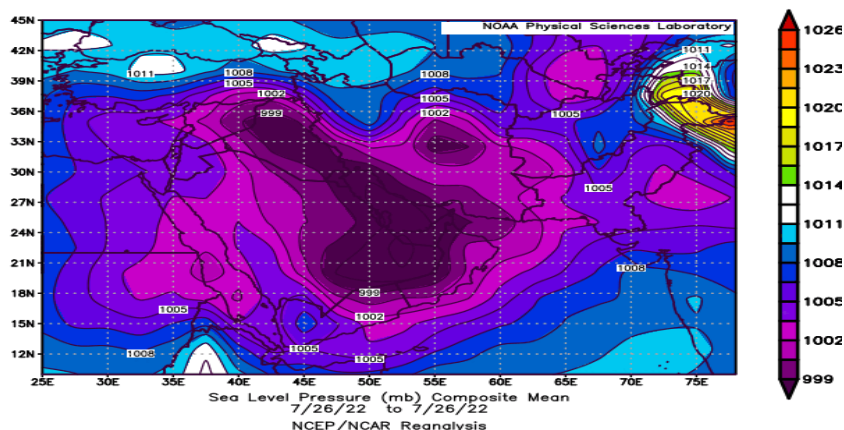 NOAA Physical Sciences Laboratory
45N
42N
39N
36N
33N
30N
27N
24N
21N
18N
15N
12N
25E 30E 35E 40E 45E 50E 55E 60E 65E 70E 75E
1011
1008
1005
1002
999
1008
1005
1002
1005
1011
1014
1017
1020
1005
1008
999
1002
1005
1005
1005
1008
1026
1023
1020
1017
1014
1011
1008
1005
1002
999
Sea Level Pressure (mb) Composite Mean
7/26/22 to 7/26/22
NCEP/NCAR Reanalysis